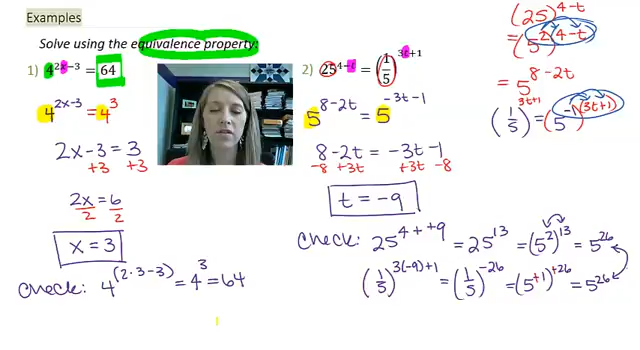 Examples
Solve using the equivalence property:
1) 4^(2x-3) = 64
4^(2x-3) = 4^3
2x-3 = 3
+3 +3
2x = 6
2 2
x = 3
check: 4^(2·3-3) = 4^3 = 64
2) 25^(4-t) = (1/5)^(3t+1)
5^(8-2t) = 5^(-3t-1)
8-2t = -3t-1
-8 +3t +3t -8
t = -9
check: 25^(4++9) = 25^13 = (5^2)^13 = 5^26
(1/5)^(3(-9)+1) = (1/5)^(-26) = (5^(+1))^(+26) = 5^26
(25)^(4-t)
=(5^2)^(4-t)
= 5^(8-2t)
(1/5)^(3t+1) = (5^(-1))^(3t+1)